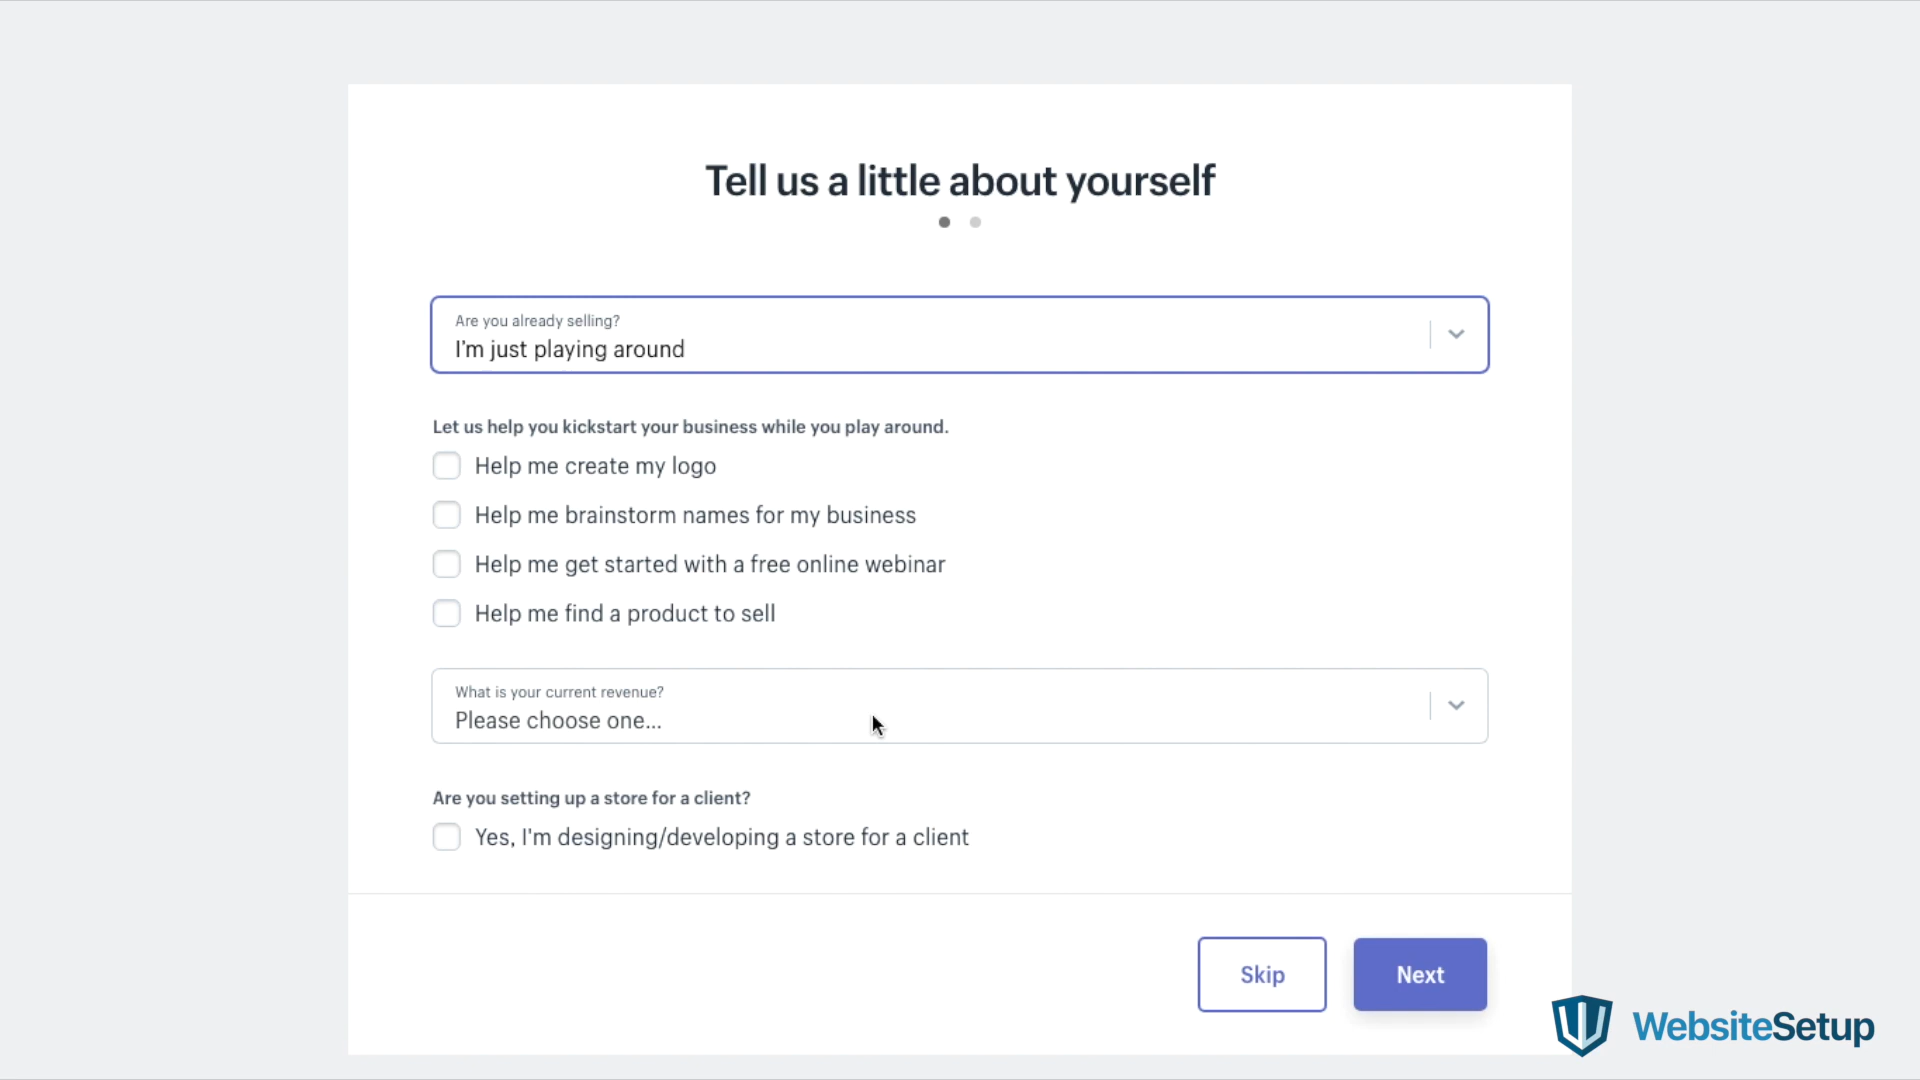 Tell us a little about yourself
Are you already selling?
I'm just playing around
Let us help you kickstart your business while you play around.
Help me create my logo
Help me brainstorm names for my business
Help me get started with a free online webinar
Help me find a product to sell
What is your current revenue?
Please choose one...
Are you setting up a store for a client?
Yes, I'm designing/developing a store for a client
Skip
Next
WebsiteSetup